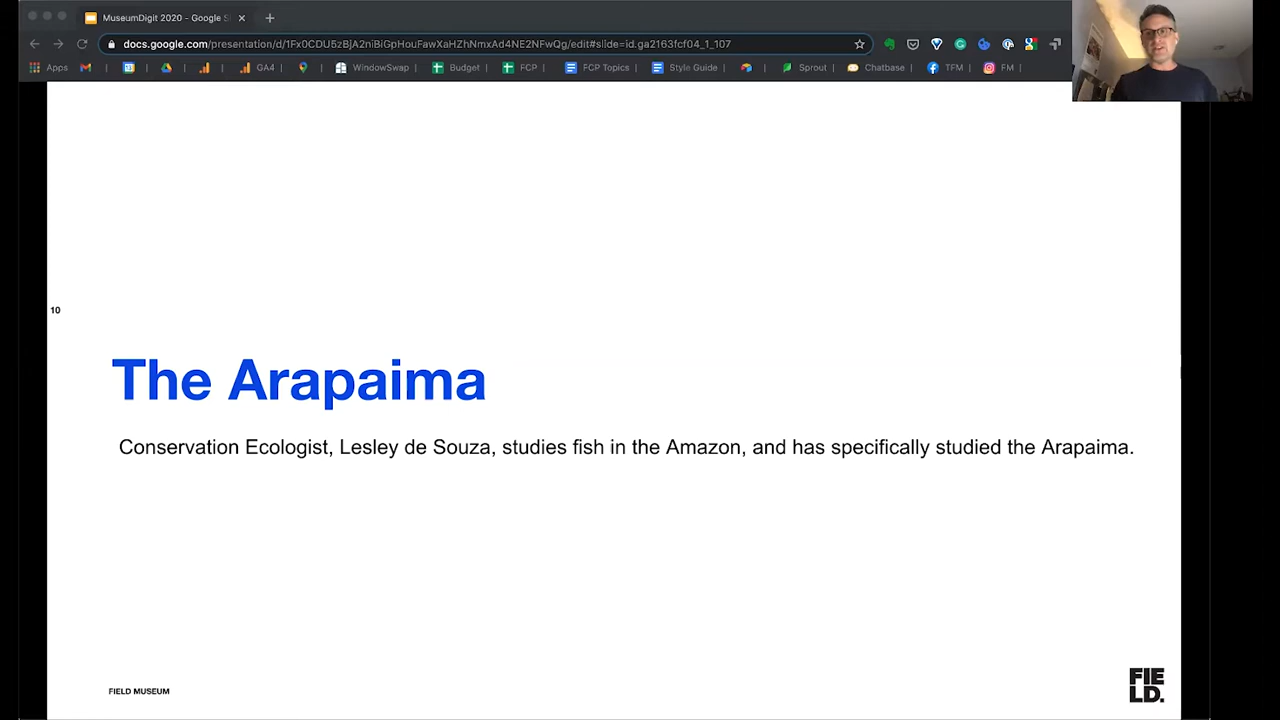 MuseumDigit 2020 - Google S
docs.google.com/presentation/d/1Fx0CDU5zBjA2niBiGpHouFawXaHZhNmxAd4NE2NFwQg/edit#slide=id.ga2163fcf04_1_107
Apps GA4 WindowSwap Budget FCP FCP Topics Style Guide Sprout Chatbase TFM FM
10
The Arapaima
Conservation Ecologist, Lesley de Souza, studies fish in the Amazon, and has specifically studied the Arapaima.
FIELD MUSEUM
FIE
LD.